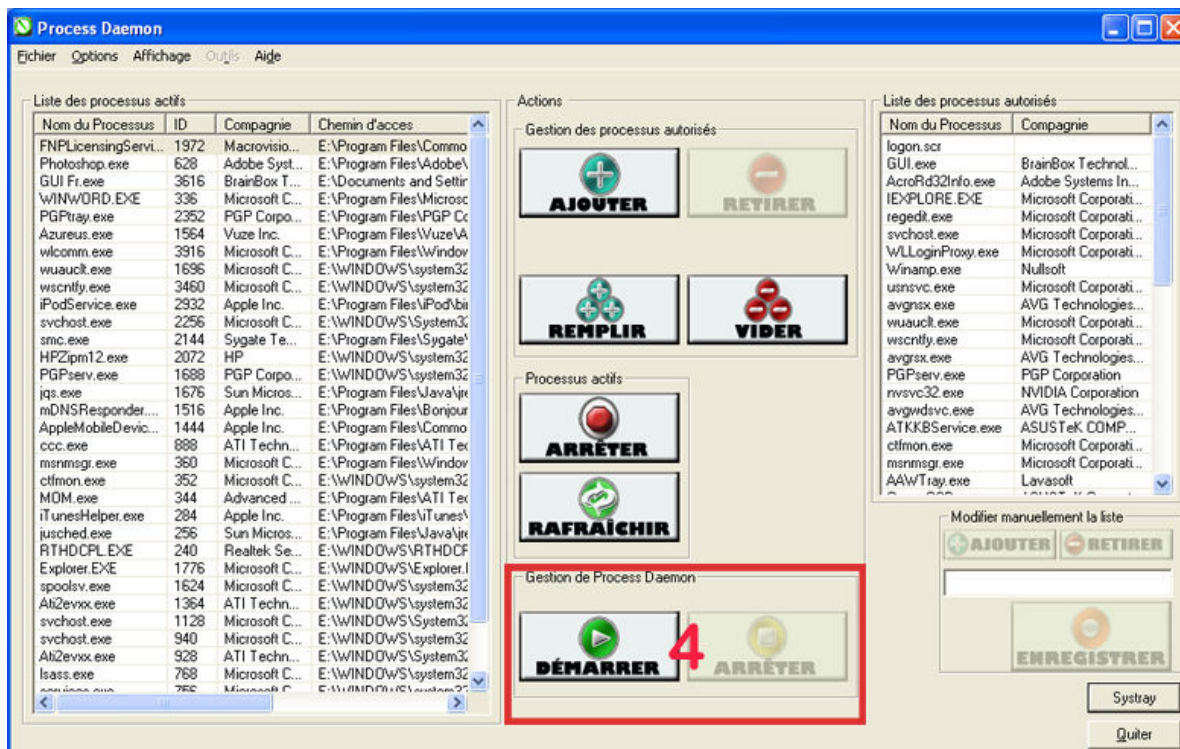 Process Daemon
Fichier Options Affichage Outils Aide
Liste des processus actifs
Nom du Processus ID Compagnie Chemin d'acces
FNPLicensingServi... 1972 Macrovisio... E:\Program Files\Commo
Photoshop.exe 628 Adobe Syst... E:\Program Files\Adobe\
GUI Fr.exe 3616 BrainBox T... E:\Documents and Settin
WINWORD.EXE 336 Microsoft C... E:\Program Files\Microsc
PGPtray.exe 2352 PGP Corpo... E:\Program Files\PGP Cc
Azureus.exe 1564 Vuze Inc. E:\Program Files\Vuze\A
wlcomm.exe 3916 Microsoft C... E:\Program Files\Window
wuauclt.exe 1696 Microsoft C... E:\WINDOWS\system32
wscntfy.exe 3460 Microsoft C... E:\WINDOWS\system32
iPodService.exe 2932 Apple Inc. E:\Program Files\iPod\bi
svchost.exe 2256 Microsoft C... E:\WINDOWS\System32
smc.exe 2144 Sygate Te... E:\Program Files\Sygate\
HPZipm12.exe 2072 HP E:\WINDOWS\system32
PGPserv.exe 1688 PGP Corpo... E:\WINDOWS\system32
jqs.exe 1676 Sun Micros... E:\Program Files\Java\jre
mDNSResponder.... 1516 Apple Inc. E:\Program Files\Bonjour
AppleMobileDevic... 1444 Apple Inc. E:\Program Files\Commo
ccc.exe 888 ATI Techn... E:\Program Files\ATI Tec
msnmsgr.exe 360 Microsoft C... E:\Program Files\Window
ctfmon.exe 352 Microsoft C... E:\WINDOWS\system32
MOM.exe 344 Advanced ... E:\Program Files\ATI Tec
iTunesHelper.exe 284 Apple Inc. E:\Program Files\iTunes\
jusched.exe 256 Sun Micros... E:\Program Files\Java\jre
RTHDCPL.EXE 240 Realtek Se... E:\WINDOWS\RTHDCF
Explorer.EXE 1776 Microsoft C... E:\WINDOWS\Explorer.l
spoolsv.exe 1624 Microsoft C... E:\WINDOWS\system32
Ati2evxx.exe 1364 ATI Techn... E:\WINDOWS\system32
svchost.exe 1128 Microsoft C... E:\WINDOWS\System32
svchost.exe 940 Microsoft C... E:\WINDOWS\system32
Ati2evxx.exe 928 ATI Techn... E:\WINDOWS\System32
lsass.exe 768 Microsoft C... E:\WINDOWS\system32
756 Microsoft C
Actions
Gestion des processus autorisés
AJOUTER RETIRER
REMPLIR VIDER
Processus actifs
ARRÊTER
RAFRAÎCHIR
Gestion de Process Daemon
DÉMARRER 4 ARRÊTER
Liste des processus autorisés
Nom du Processus Compagnie
logon.scr
GUI.exe BrainBox Technol...
AcroRd32Info.exe Adobe Systems In...
IEXPLORE.EXE Microsoft Corporati...
regedit.exe Microsoft Corporati...
svchost.exe Microsoft Corporati...
WLLoginProxy.exe Microsoft Corporati...
Winamp.exe Nullsoft
usnsvc.exe Microsoft Corporati...
avgnsx.exe AVG Technologies...
wuauclt.exe Microsoft Corporati...
wscntfy.exe Microsoft Corporati...
avgrsx.exe AVG Technologies...
PGPserv.exe PGP Corporation
nvsvc32.exe NVIDIA Corporation
avgwdsvc.exe AVG Technologies...
ATKKBService.exe ASUSTeK COMP...
ctfmon.exe Microsoft Corporati...
msnmsgr.exe Microsoft Corporati...
AAWTray.exe Lavasoft
Modifier manuellement la liste
AJOUTER RETIRER
ENREGISTRER
Systray
Quiter